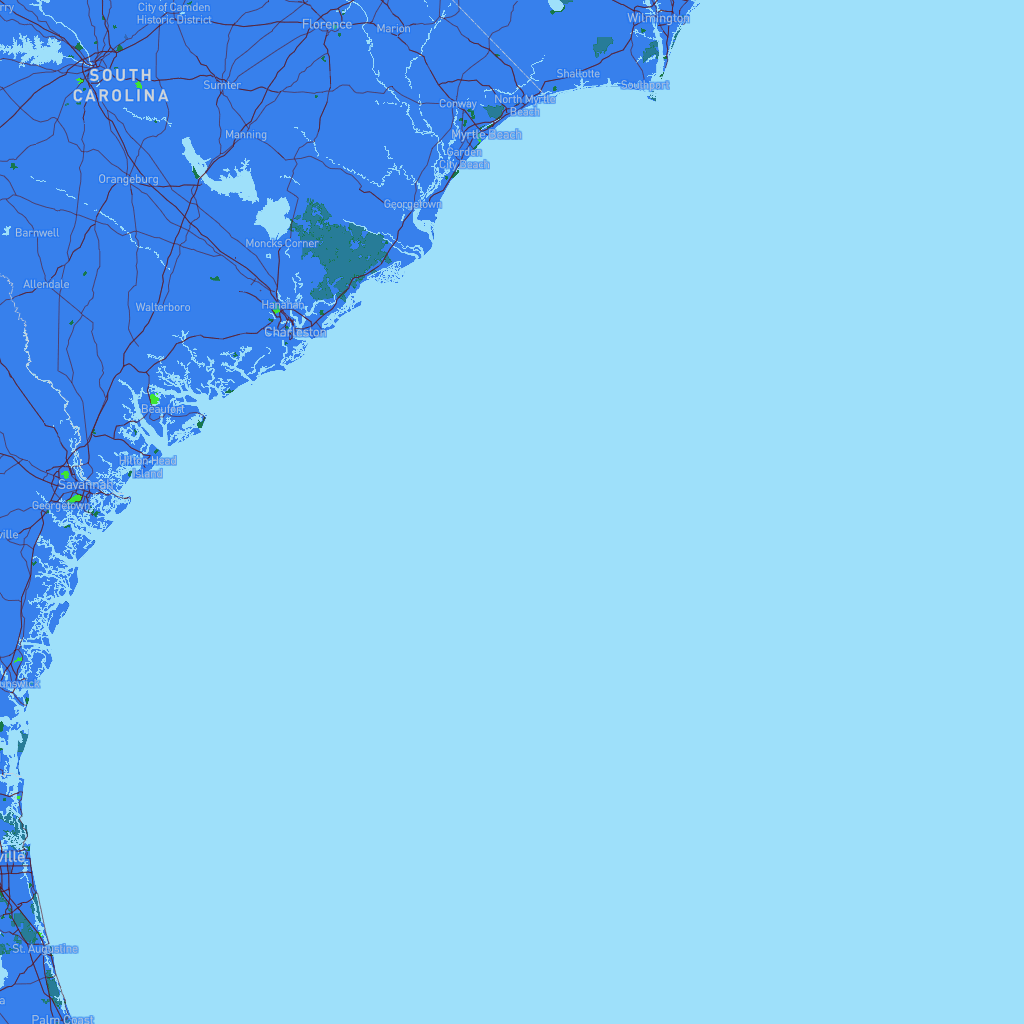 rry
City of Camden
Historic District
Florence
Marion
Wilmington
SOUTH
CAROLINA
Sumter
Shallotte
Southport
Conway
North Myrtle
Beach
Manning
Myrtle Beach
Garden
City Beach
Orangeburg
Georgetown
Barnwell
Moncks Corner
Allendale
Walterboro
Hanahan
Charleston
Beaufort
Hilton Head
Island
Savannah
Georgetown
ville
unswick
ville
St. Augustine
a
Palm Coast